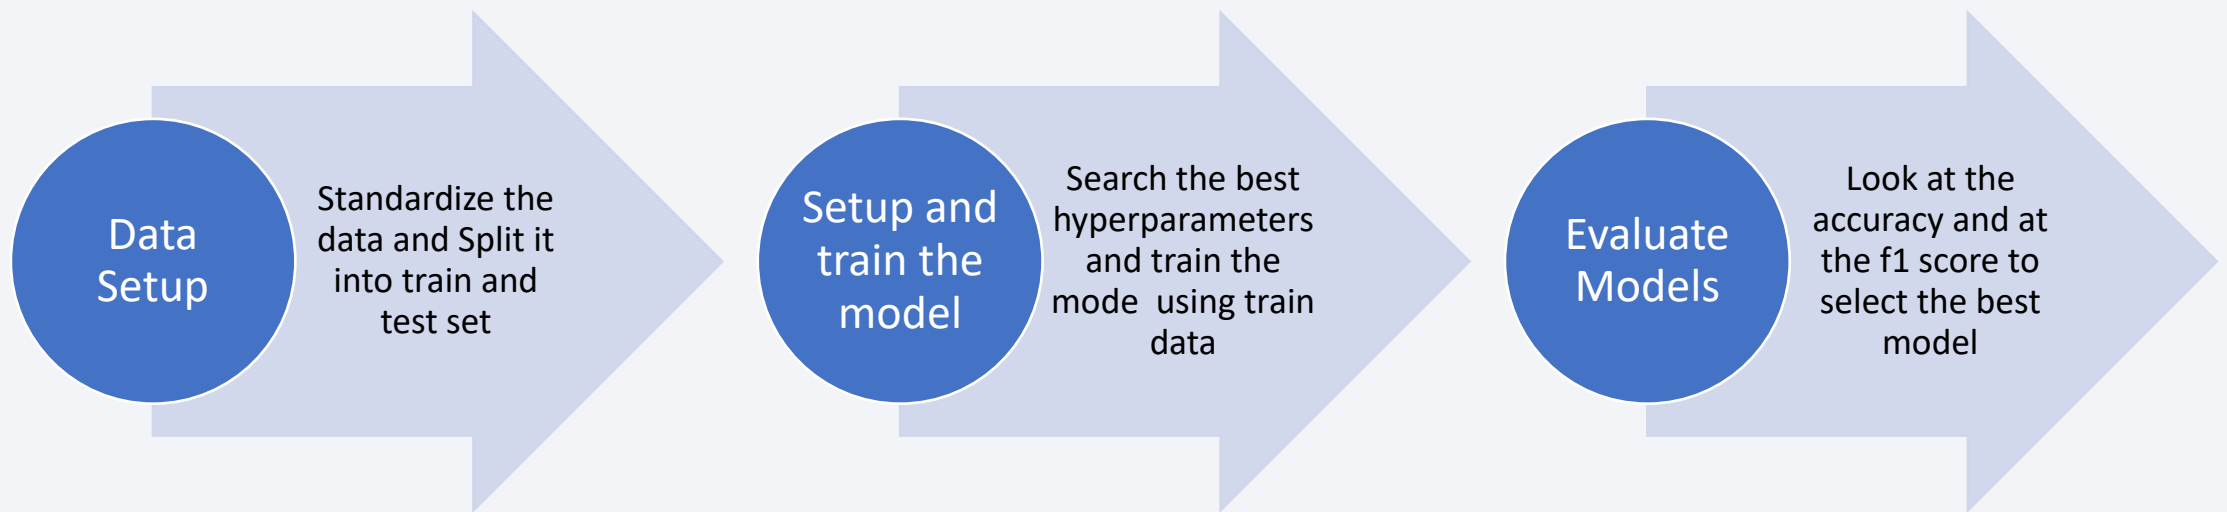 Data
Setup
Standardize the
data and Split it
into train and
test set
Setup and
train the
model
Search the best
hyperparameters
and train the
mode  using train
data
Evaluate
Models
Look at the
accuracy and at
the f1 score to
select the best
model